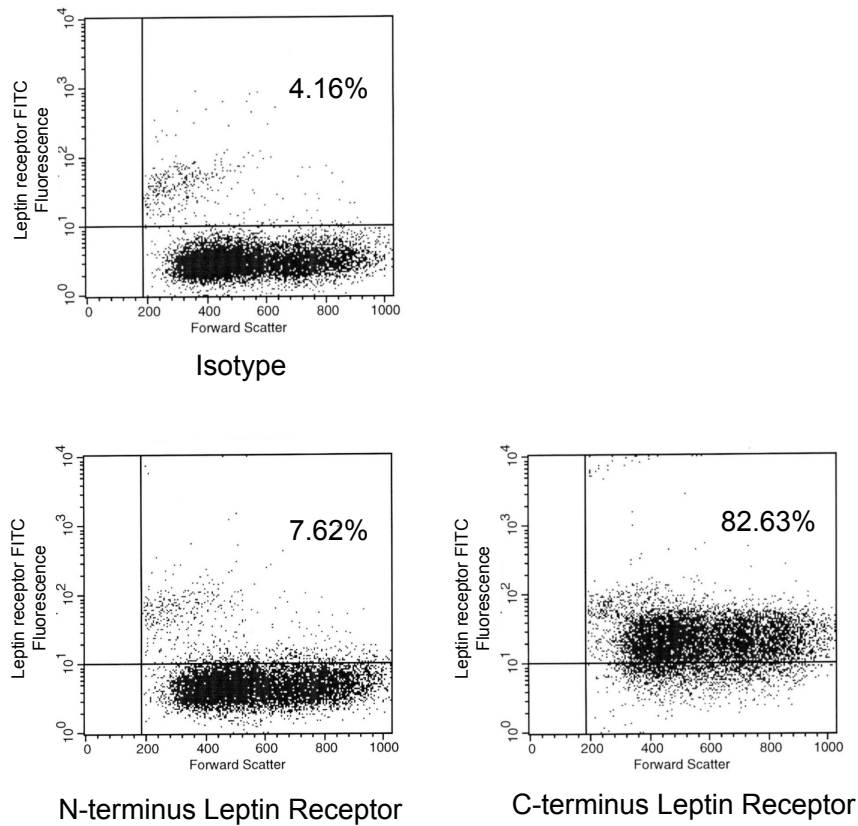 Leptin receptor FITC
Fluorescence
10^4
10^3
10^2
10^1
10^0
4.16%
0 200 400 600 800 1000
Forward Scatter
Isotype
Leptin receptor FITC
Fluorescence
10^4
10^3
10^2
10^1
10^0
7.62%
0 200 400 600 800 1000
Forward Scatter
N-terminus Leptin Receptor
Leptin receptor FITC
Fluorescence
10^4
10^3
10^2
10^1
10^0
82.63%
0 200 400 600 800 1000
Forward Scatter
C-terminus Leptin Receptor